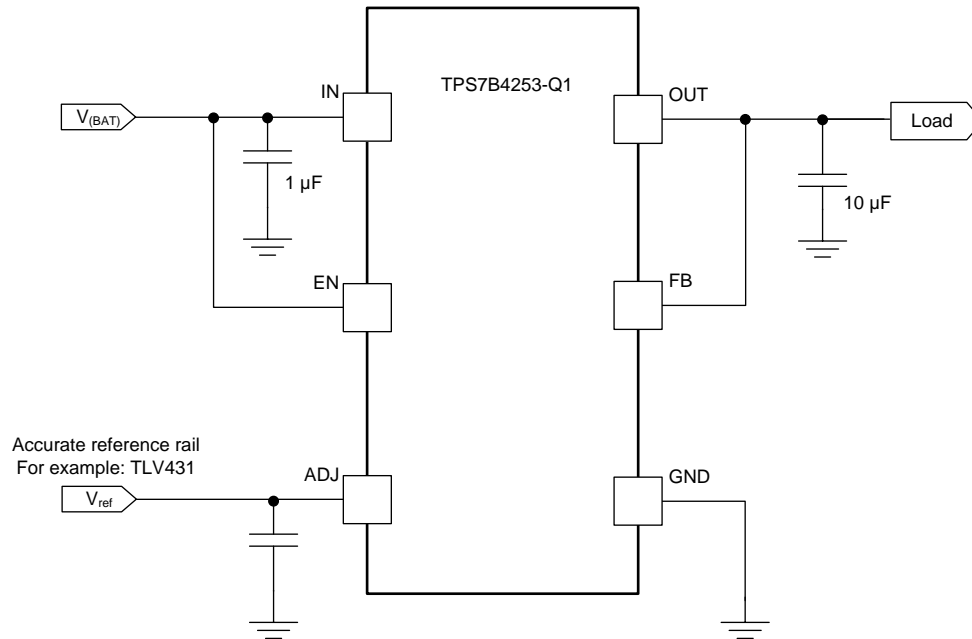 TPS7B4253-Q1
IN
OUT
V(BAT)
Load
1 µF
10 µF
EN
FB
Accurate reference rail
For example: TLV431
ADJ
GND
Vref